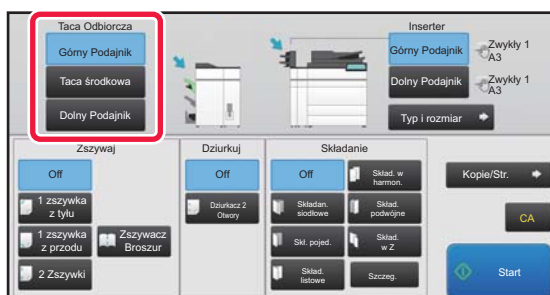 Taca Odbiorcza
Górny Podajnik
Taca środkowa
Dolny Podajnik
Inserter
Górny Podajnik
Zwykły 1
A3
Dolny Podajnik
Zwykły 1
A3
Typ i rozmiar
Zszywaj
Off
1 zszywka
z tyłu
1 zszywka
z przodu
Zszywacz
Broszur
2 Zszywki
Dziurkuj
Off
Dziurkacz 2
Otwory
Składanie
Off
Skład. w
harmon.
Składan.
siodłowe
Skład.
podwójne
Skł. pojed.
Skład.
w Z
Skład.
listowe
Szczeg.
Kopie/Str.
CA
Start